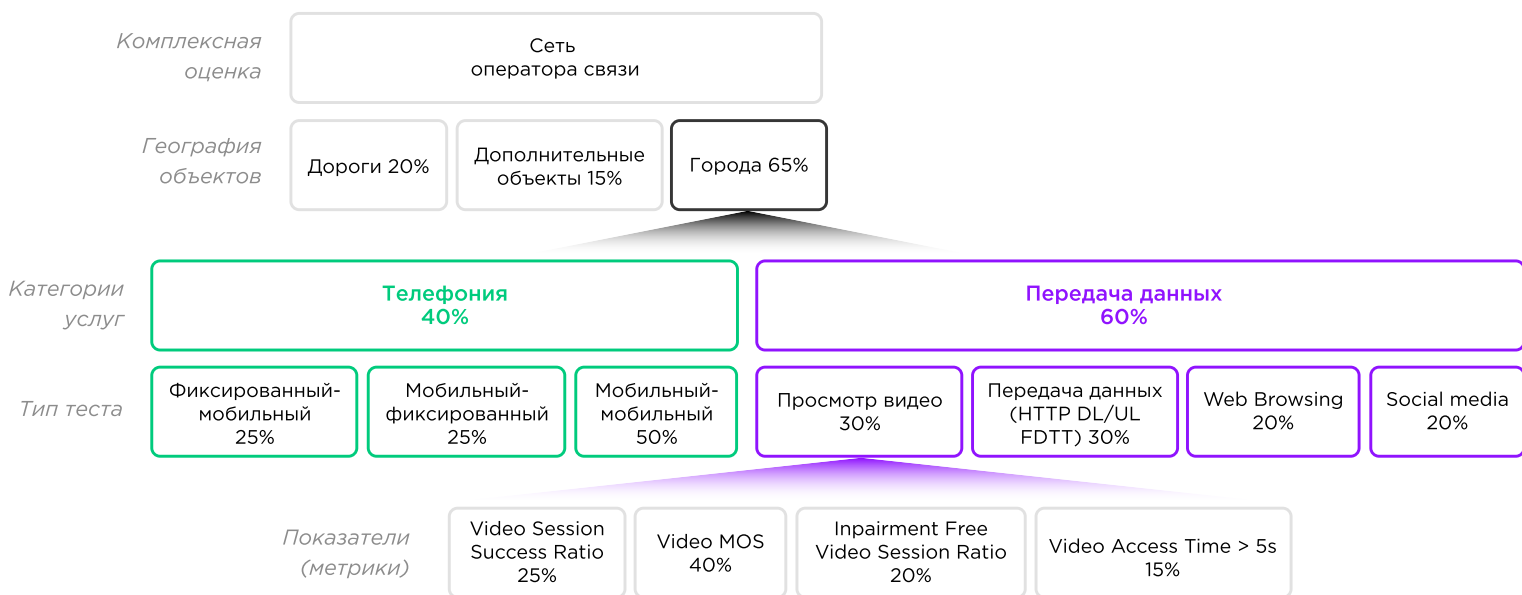 Комплексная
оценка
Сеть
оператора связи
География
объектов
Дороги 20%
Дополнительные
объекты 15%
Города 65%
Категории
услуг
Телефония
40%
Передача данных
60%
Тип теста
Фиксированный-
мобильный
25%
Мобильный-
фиксированный
25%
Мобильный-
мобильный
50%
Просмотр видео
30%
Передача данных
(HTTP DL/UL
FDTT) 30%
Web Browsing
20%
Social media
20%
Показатели
(метрики)
Video Session
Success Ratio
25%
Video MOS
40%
Inpairment Free
Video Session Ratio
20%
Video Access Time > 5s
15%